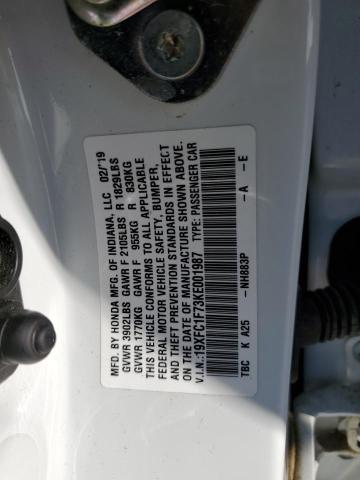 MFD. BY HONDA MFG. OF INDIANA, LLC 02/'19
GVWR 3902LBS GAWR F 2105LBS R 1829LBS
GVWR 1770KG GAWR F 955KG R 830KG
THIS VEHICLE CONFORMS TO ALL APPLICABLE
FEDERAL MOTOR VEHICLE SAFETY, BUMPER,
AND THEFT PREVENTION STANDARDS IN EFFECT
ON THE DATE OF MANUFACTURE SHOWN ABOVE.
V.I.N.:19XFC1F73KE001987 TYPE: PASSENGER CAR
TBC K A25 -NH883P -A -E